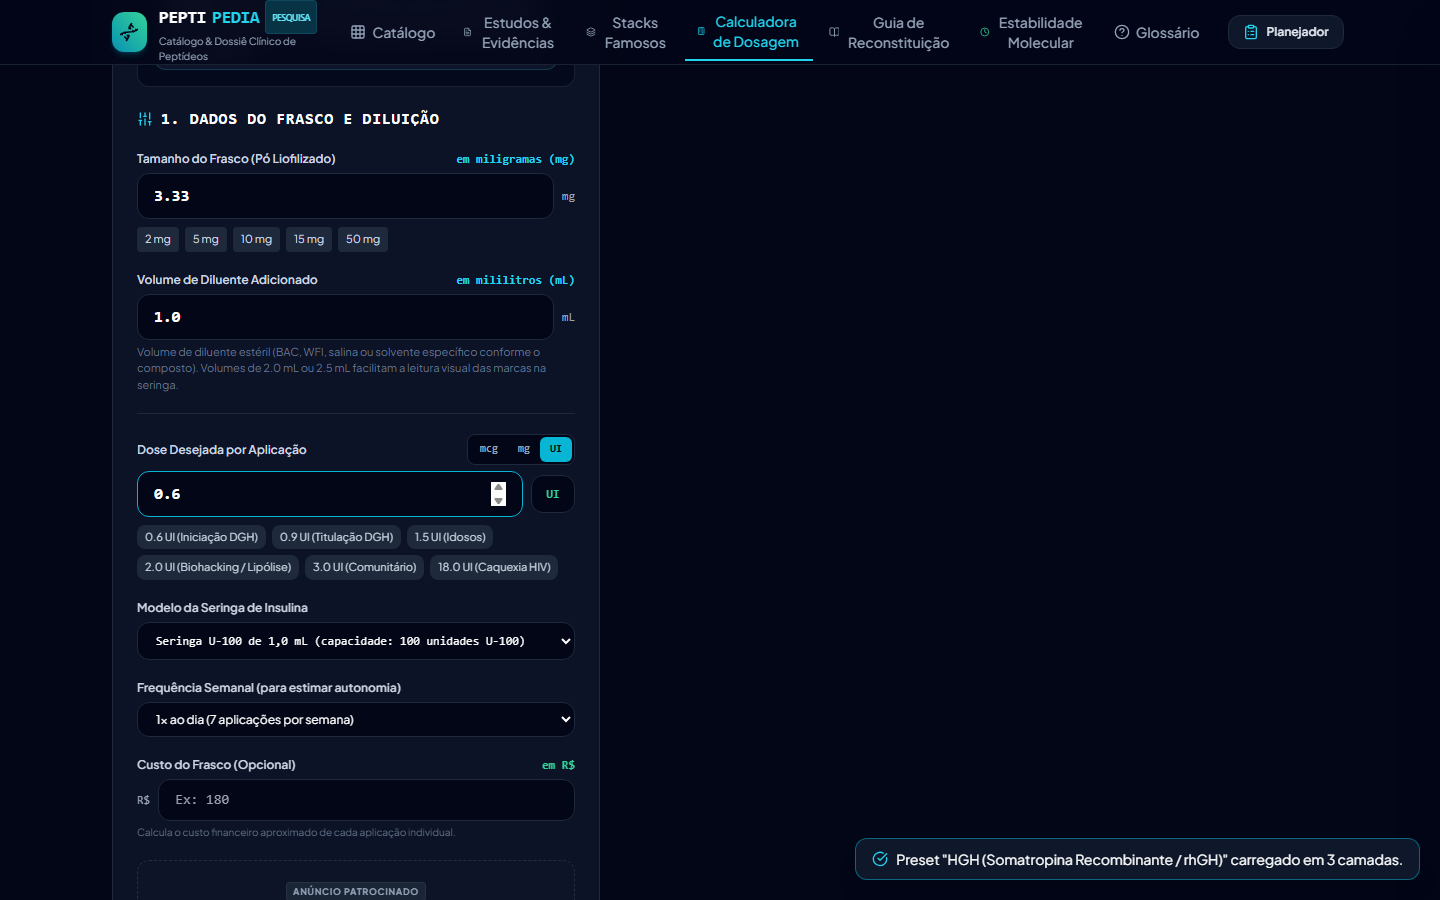 PEPTI PEDIA PESQUISA
Catálogo & Dossiê Clínico de
Peptídeos
Catálogo
Estudos &
Evidências
Stacks
Famosos
Calculadora
de Dosagem
Guia de
Reconstituição
Estabilidade
Molecular
Glossário
Planejador
1. DADOS DO FRASCO E DILUIÇÃO
Tamanho do Frasco (Pó Liofilizado) em miligramas (mg)
3.33 mg
2 mg 5 mg 10 mg 15 mg 50 mg
Volume de Diluente Adicionado em mililitros (mL)
1.0 mL
Volume de diluente estéril (BAC, WFI, salina ou solvente específico conforme o
composto). Volumes de 2.0 mL ou 2.5 mL facilitam a leitura visual das marcas na
seringa.
Dose Desejada por Aplicação mcg mg UI
0.6 UI
0.6 UI (Iniciação DGH) 0.9 UI (Titulação DGH) 1.5 UI (Idosos)
2.0 UI (Biohacking / Lipólise) 3.0 UI (Comunitário) 18.0 UI (Caquexia HIV)
Modelo da Seringa de Insulina
Seringa U-100 de 1,0 mL (capacidade: 100 unidades U-100)
Frequência Semanal (para estimar autonomia)
1x ao dia (7 aplicações por semana)
Custo do Frasco (Opcional) em R$
R$ Ex: 180
Calcula o custo financeiro aproximado de cada aplicação individual.
ANÚNCIO PATROCINADO
Preset "HGH (Somatropina Recombinante / rhGH)" carregado em 3 camadas.